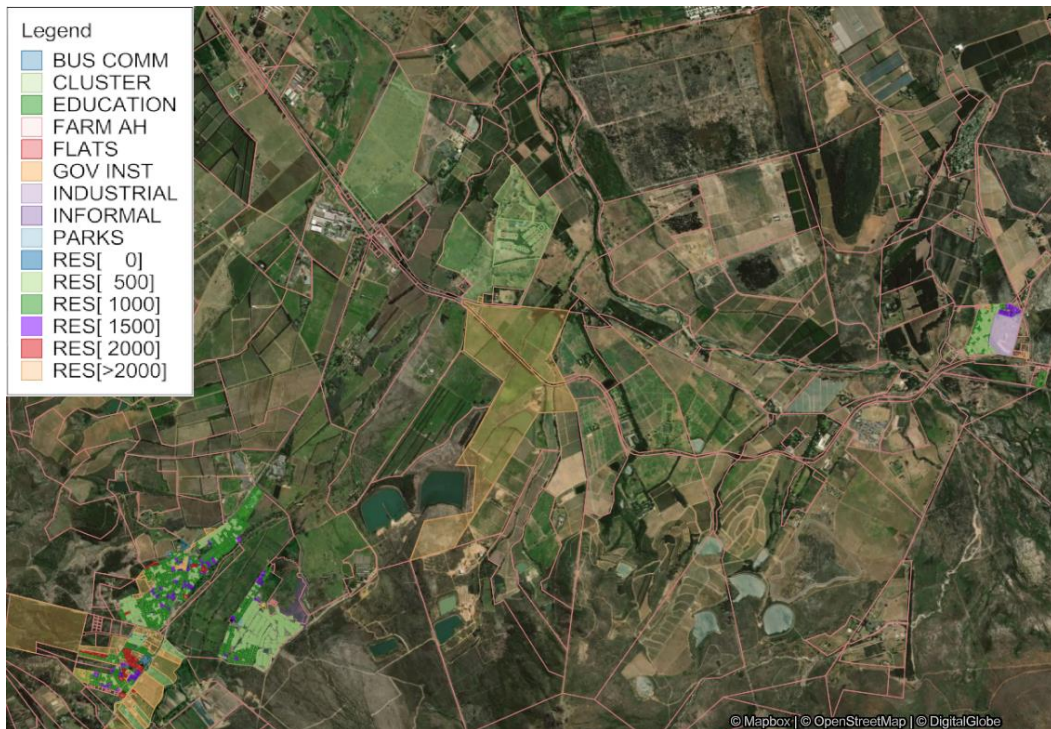 Legend
BUS COMM
CLUSTER
EDUCATION
FARM AH
FLATS
GOV INST
INDUSTRIAL
INFORMAL
PARKS
RES[ 0]
RES[ 500]
RES[ 1000]
RES[ 1500]
RES[ 2000]
RES[>2000]
© Mapbox | © OpenStreetMap | © DigitalGlobe